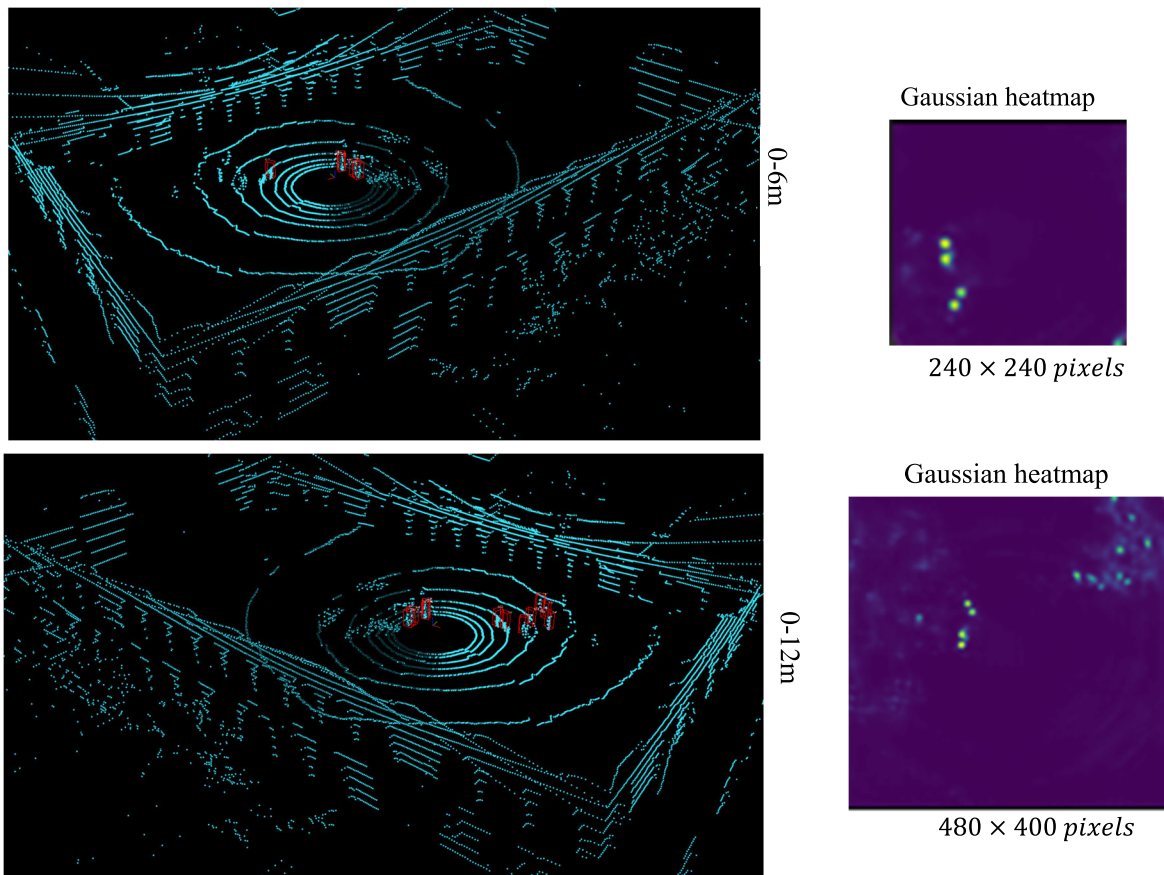 Gaussian heatmap
0-6m
240 × 240 pixels
Gaussian heatmap
0-12m
480 × 400 pixels